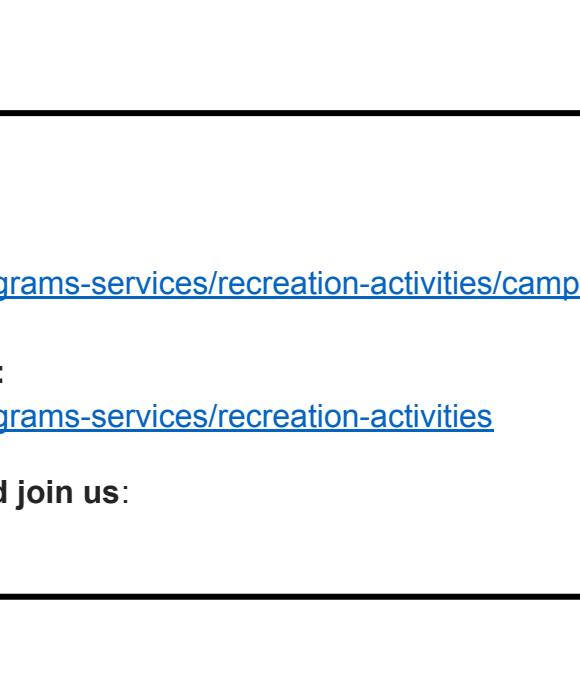 grams-services/recreation-activities/camp
:
grams-services/recreation-activities
d join us: